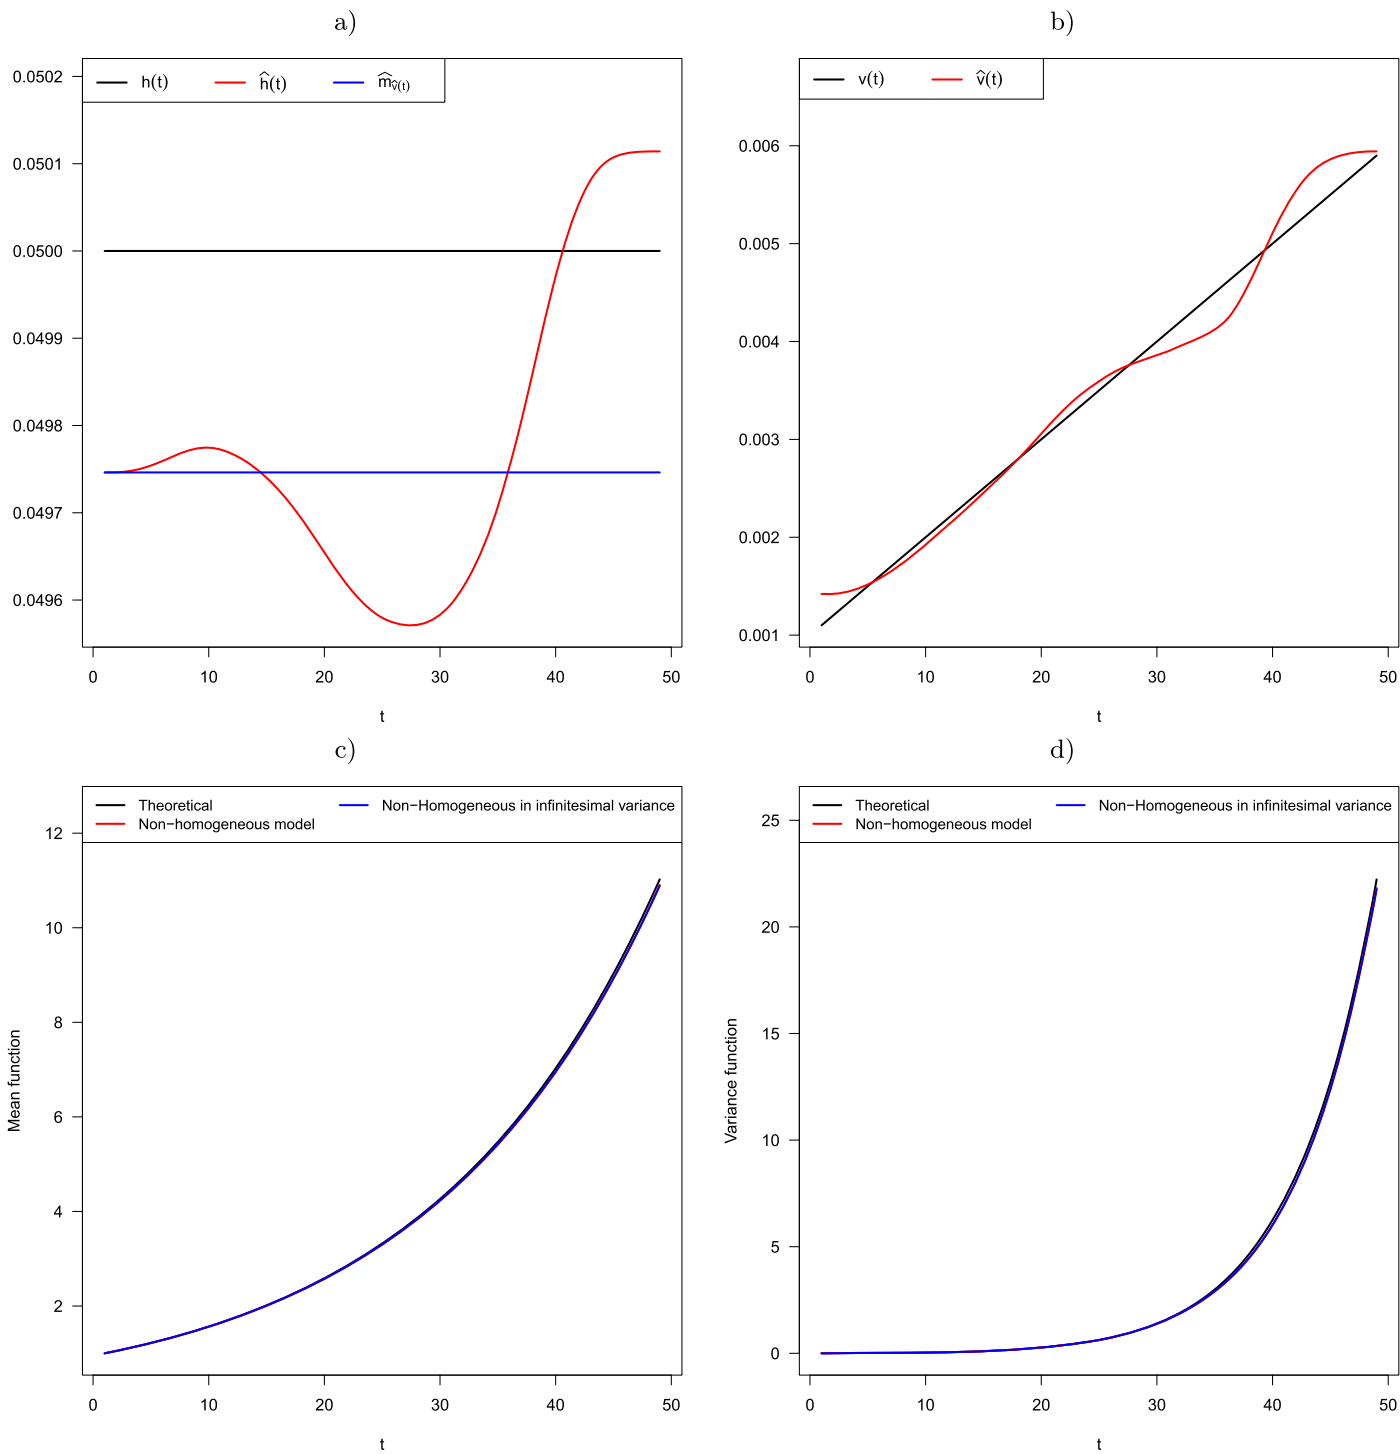 a)
h(t) ĥ(t) m̂v̂(t)
0.0502
0.0501
0.0500
0.0499
0.0498
0.0497
0.0496
0 10 20 30 40 50
t
b)
v(t) v̂(t)
0.006
0.005
0.004
0.003
0.002
0.001
0 10 20 30 40 50
t
c)
Theoretical Non−Homogeneous in infinitesimal variance
Non−homogeneous model
Mean function
12
10
8
6
4
2
0 10 20 30 40 50
t
d)
Theoretical Non−Homogeneous in infinitesimal variance
Non−homogeneous model
Variance function
25
20
15
10
5
0
0 10 20 30 40 50
t